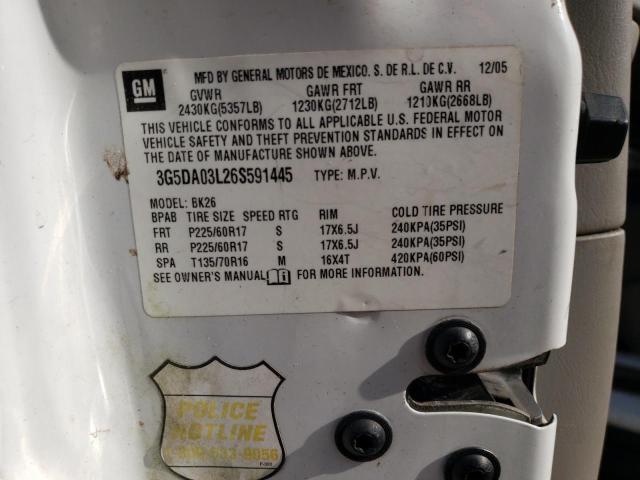 GM
MFD BY GENERAL MOTORS DE MEXICO. S. DE R.L. DE C.V. 12/05
GVWR GAWR FRT GAWR RR
2430KG(5357LB) 1230KG(2712LB) 1210KG(2668LB)
THIS VEHICLE CONFORMS TO ALL APPLICABLE U.S. FEDERAL MOTOR
VEHICLE SAFETY AND THEFT PREVENTION STANDARDS IN EFFECT ON
THE DATE OF MANUFACTURE SHOWN ABOVE.
3G5DA03L26S591445 TYPE: M.P.V.
MODEL: BK26
BPAB TIRE SIZE SPEED RTG RIM COLD TIRE PRESSURE
FRT P225/60R17 S 17X6.5J 240KPA(35PSI)
RR P225/60R17 S 17X6.5J 240KPA(35PSI)
SPA T135/70R16 M 16X4T 420KPA(60PSI)
SEE OWNER'S MANUAL FOR MORE INFORMATION.
POLICE
HOTLINE